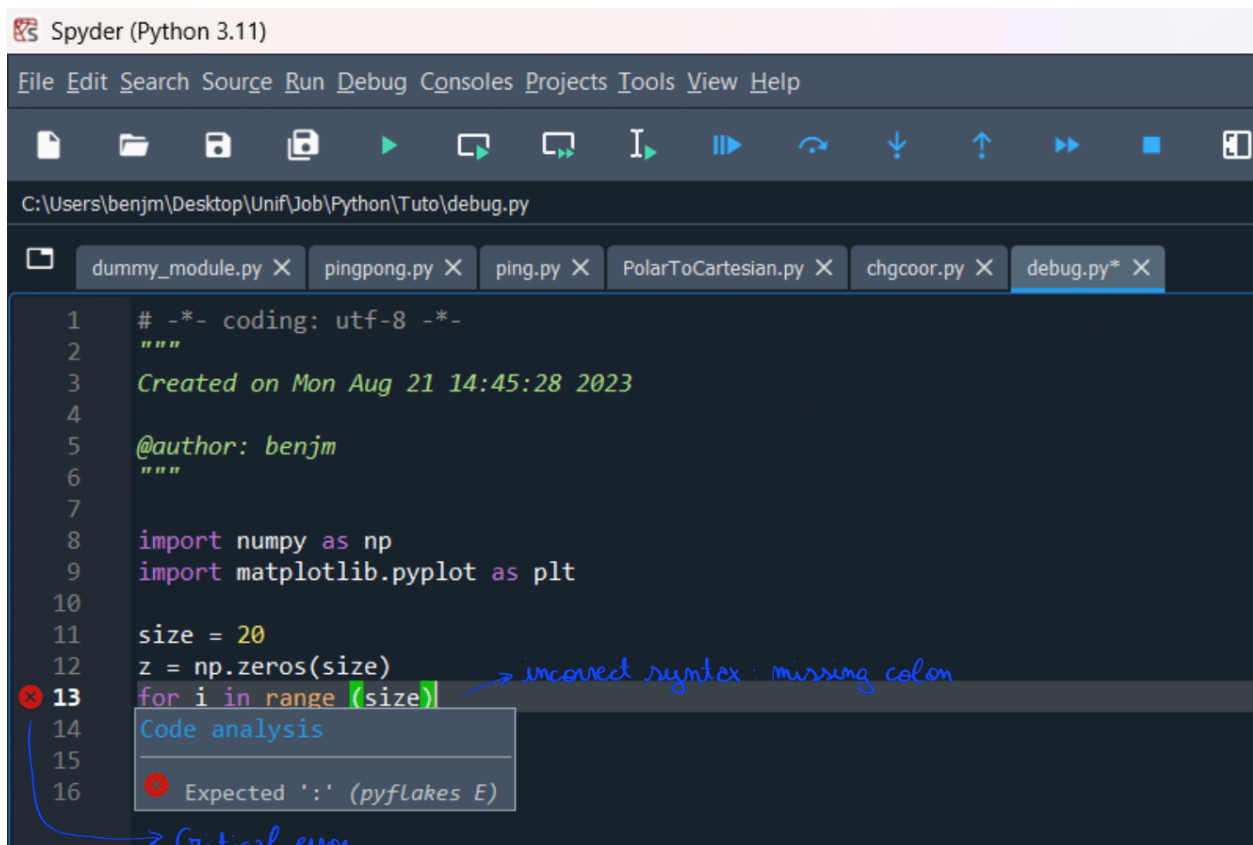 Spyder (Python 3.11)
File Edit Search Source Run Debug Consoles Projects Tools View Help
C:\Users\benjm\Desktop\Unif\Job\Python\Tuto\debug.py
dummy_module.py pingpong.py ping.py PolarToCartesian.py chgcoor.py debug.py*
1 # -*- coding: utf-8 -*-
2 """
3 Created on Mon Aug 21 14:45:28 2023
4
5 @author: benjm
6 """
7
8 import numpy as np
9 import matplotlib.pyplot as plt
10
11 size = 20
12 z = np.zeros(size)
13 for i in range (size) incorrect syntex : missing colon
14 Code analysis
15
16 Expected ':' (pyflakes E)
Critical error